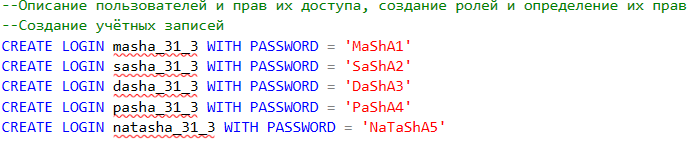 --Описание пользователей и прав их доступа, создание ролей и определение их прав
--Создание учётных записей
CREATE LOGIN masha_31_3 WITH PASSWORD = 'MaShA1'
CREATE LOGIN sasha_31_3 WITH PASSWORD = 'SaShA2'
CREATE LOGIN dasha_31_3 WITH PASSWORD = 'DaShA3'
CREATE LOGIN pasha_31_3 WITH PASSWORD = 'PaShA4'
CREATE LOGIN natasha_31_3 WITH PASSWORD = 'NaTaShA5'